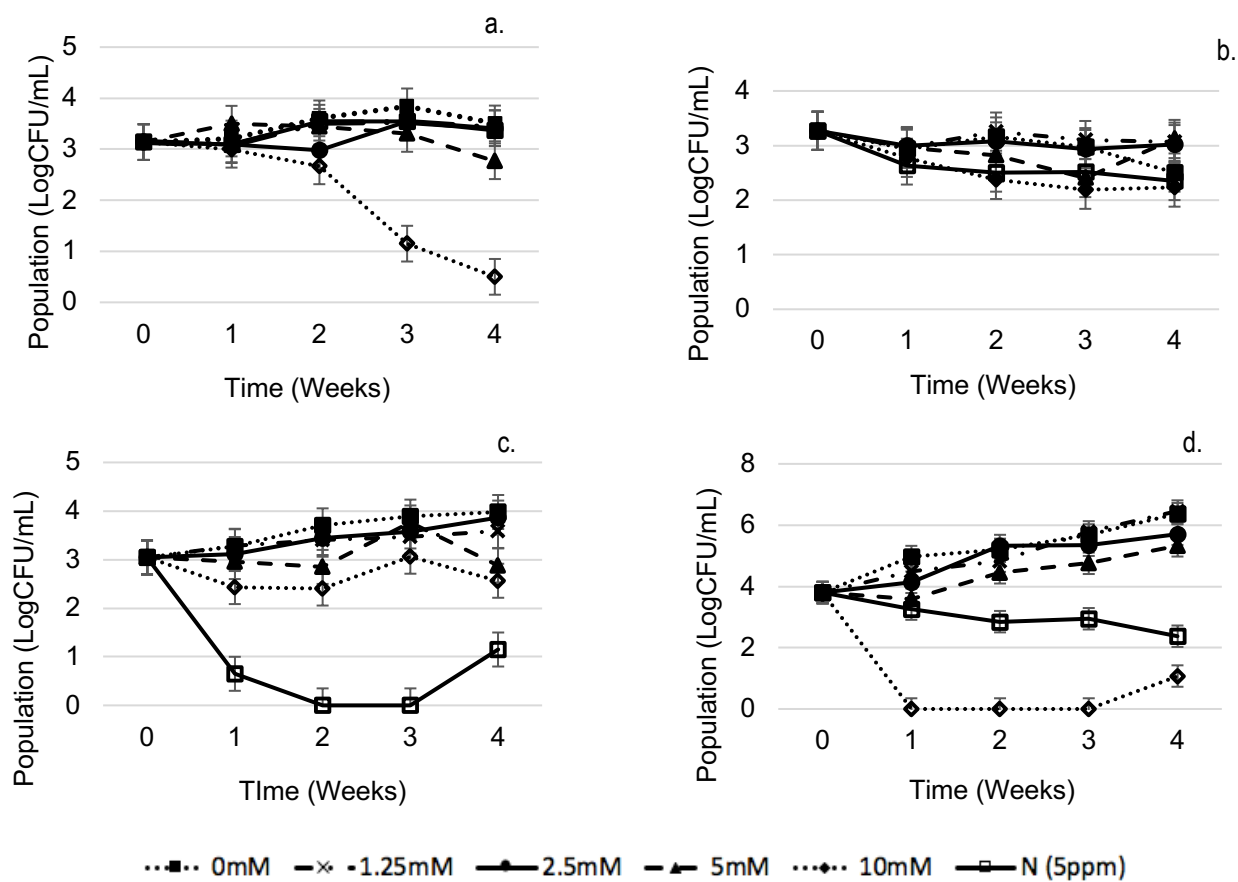 a.
5
4
3
2
1
0
0 1 2 3 4
Population (LogCFU/mL)
Time (Weeks)
b.
4
3
2
1
0
0 1 2 3 4
Population (LogCFU/mL)
Time (Weeks)
c.
5
4
3
2
1
0
0 1 2 3 4
Population (LogCFU/mL)
TIme (Weeks)
d.
8
6
4
2
0
0 1 2 3 4
Population (LogCFU/mL)
Time (Weeks)
0mM 1.25mM 2.5mM 5mM 10mM N (5ppm)